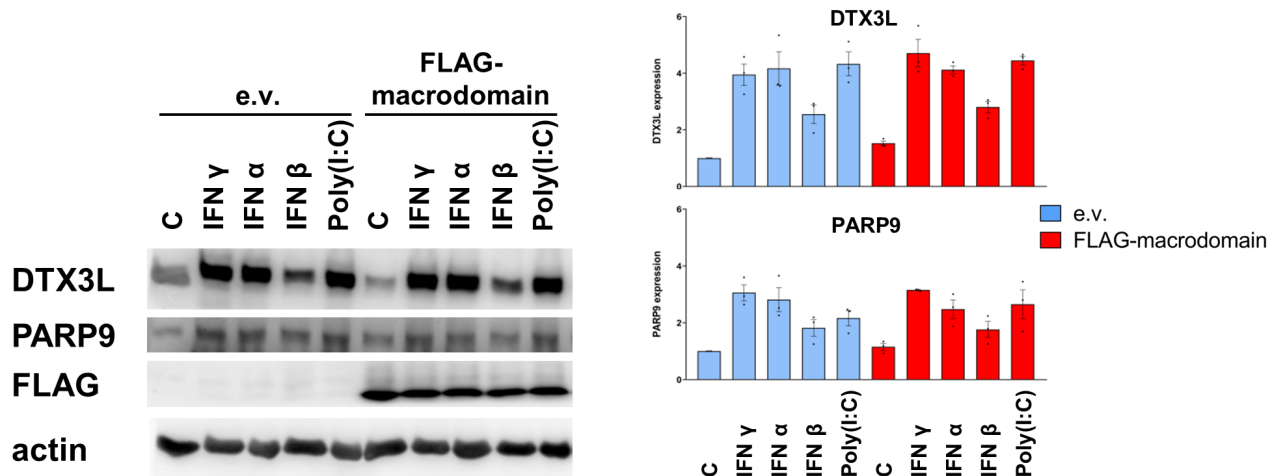 FLAG-
macrodomain
e.v.
C
IFN γ
IFN α
IFN β
Poly(I:C)
C
IFN γ
IFN α
IFN β
Poly(I:C)
DTX3L
PARP9
FLAG
actin
DTX3L
DTX3L expression
6
4
2
0
PARP9
PARP9 expression
6
4
2
0
C
IFN γ
IFN α
IFN β
Poly(I:C)
C
IFN γ
IFN α
IFN β
Poly(I:C)
e.v.
FLAG-macrodomain